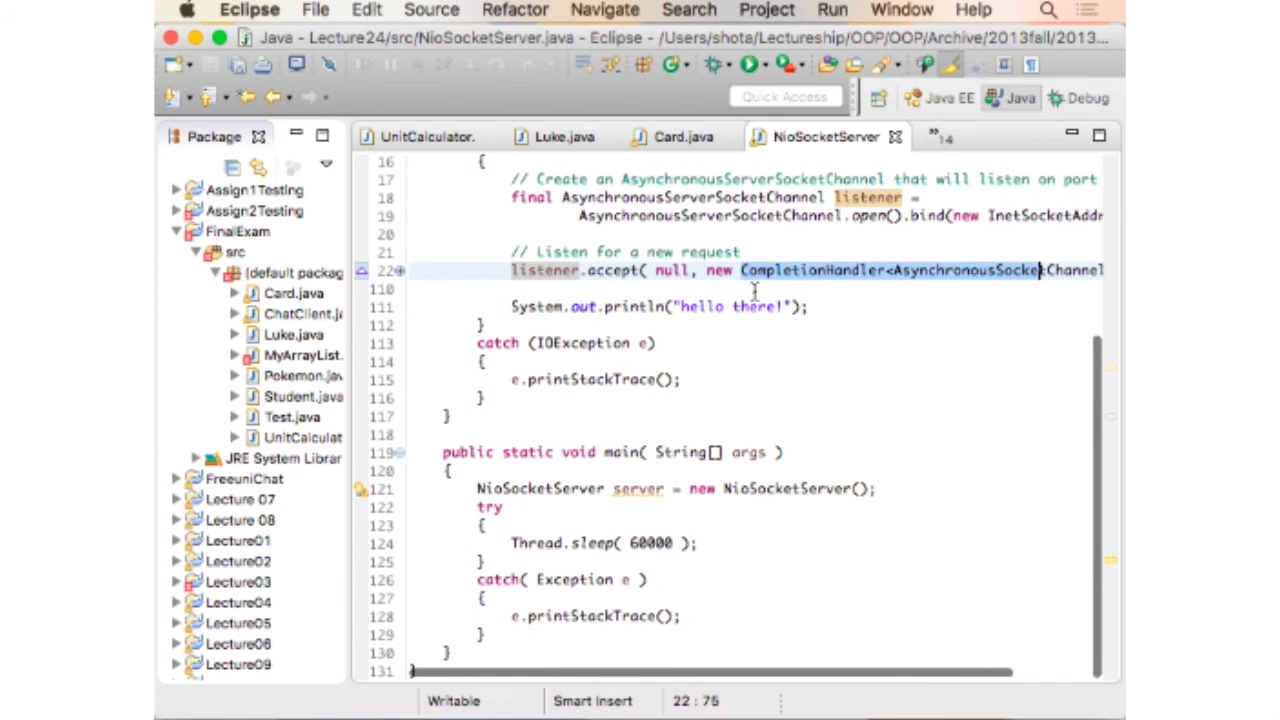 Eclipse File Edit Source Refactor Navigate Search Project Run Window Help
Java - Lecture24/src/NioSocketServer.java - Eclipse - /Users/shota/Lectureship/OOP/OOP/Archive/2013fall/2013...
Quick Access
Java EE Java Debug
Package
UnitCalculator. Luke.java Card.java NioSocketServer 14
Assign1Testing
Assign2Testing
FinalExam
src
(default packag
Card.java
ChatClient.ja
Luke.java
MyArrayList.
Pokemon.jav
Student.java
Test.java
UnitCalculat
JRE System Librar
FreeuniChat
Lecture 07
Lecture 08
Lecture01
Lecture02
Lecture03
Lecture04
Lecture05
Lecture06
Lecture09
16 {
17 // Create an AsynchronousServerSocketChannel that will listen on port
18 final AsynchronousServerSocketChannel listener =
19 AsynchronousServerSocketChannel.open().bind(new InetSocketAddr
20
21 // Listen for a new request
22 listener.accept( null, new CompletionHandler<AsynchronousSocketChannel
110
111 System.out.println("hello there!");
112 }
113 catch (IOException e)
114 {
115 e.printStackTrace();
116 }
117 }
118
119 public static void main( String[] args )
120 {
121 NioSocketServer server = new NioSocketServer();
122 try
123 {
124 Thread.sleep( 60000 );
125 }
126 catch( Exception e )
127 {
128 e.printStackTrace();
129 }
130 }
131 }
Writable Smart Insert 22 : 75